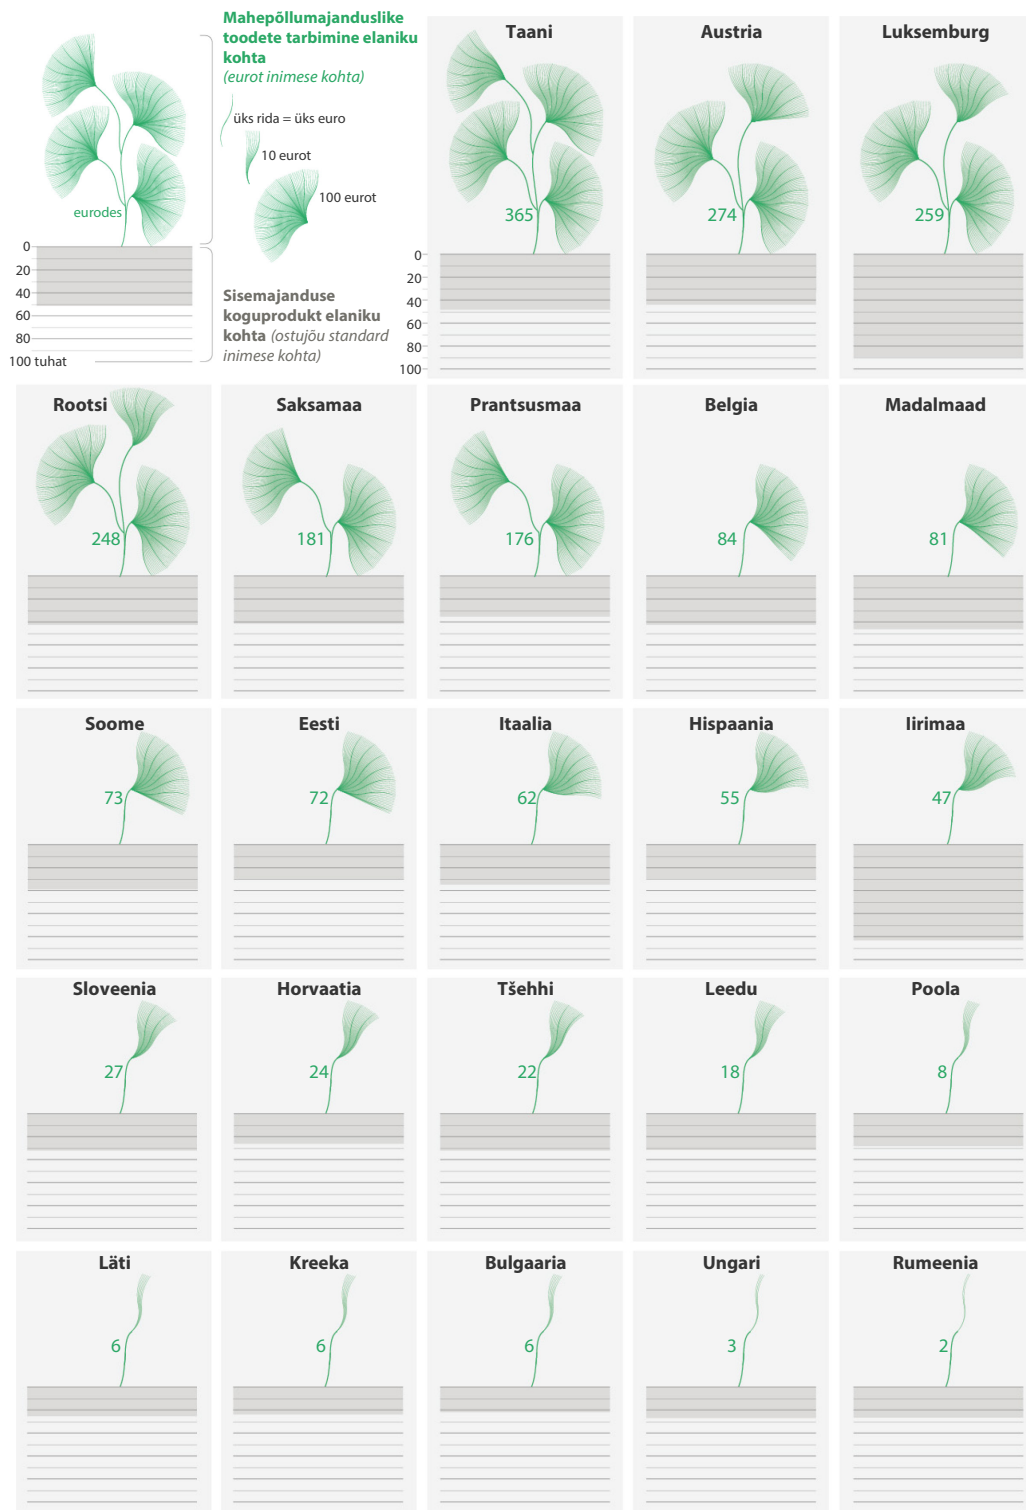 Mahepõllumajanduslike
toodete tarbimine elaniku
kohta
(eurot inimese kohta)
üks rida = üks euro
10 eurot
100 eurot
eurodes
0
20
40
60
80
100 tuhat
Sisemajanduse
koguprodukt elaniku
kohta (ostujõu standard
inimese kohta)
Taani
365
0
20
40
60
80
100
Austria
274
Luksemburg
259
Rootsi
248
Saksamaa
181
Prantsusmaa
176
Belgia
84
Madalmaad
81
Soome
73
Eesti
72
Itaalia
62
Hispaania
55
Iirimaa
47
Sloveenia
27
Horvaatia
24
Tšehhi
22
Leedu
18
Poola
8
Läti
6
Kreeka
6
Bulgaaria
6
Ungari
3
Rumeenia
2